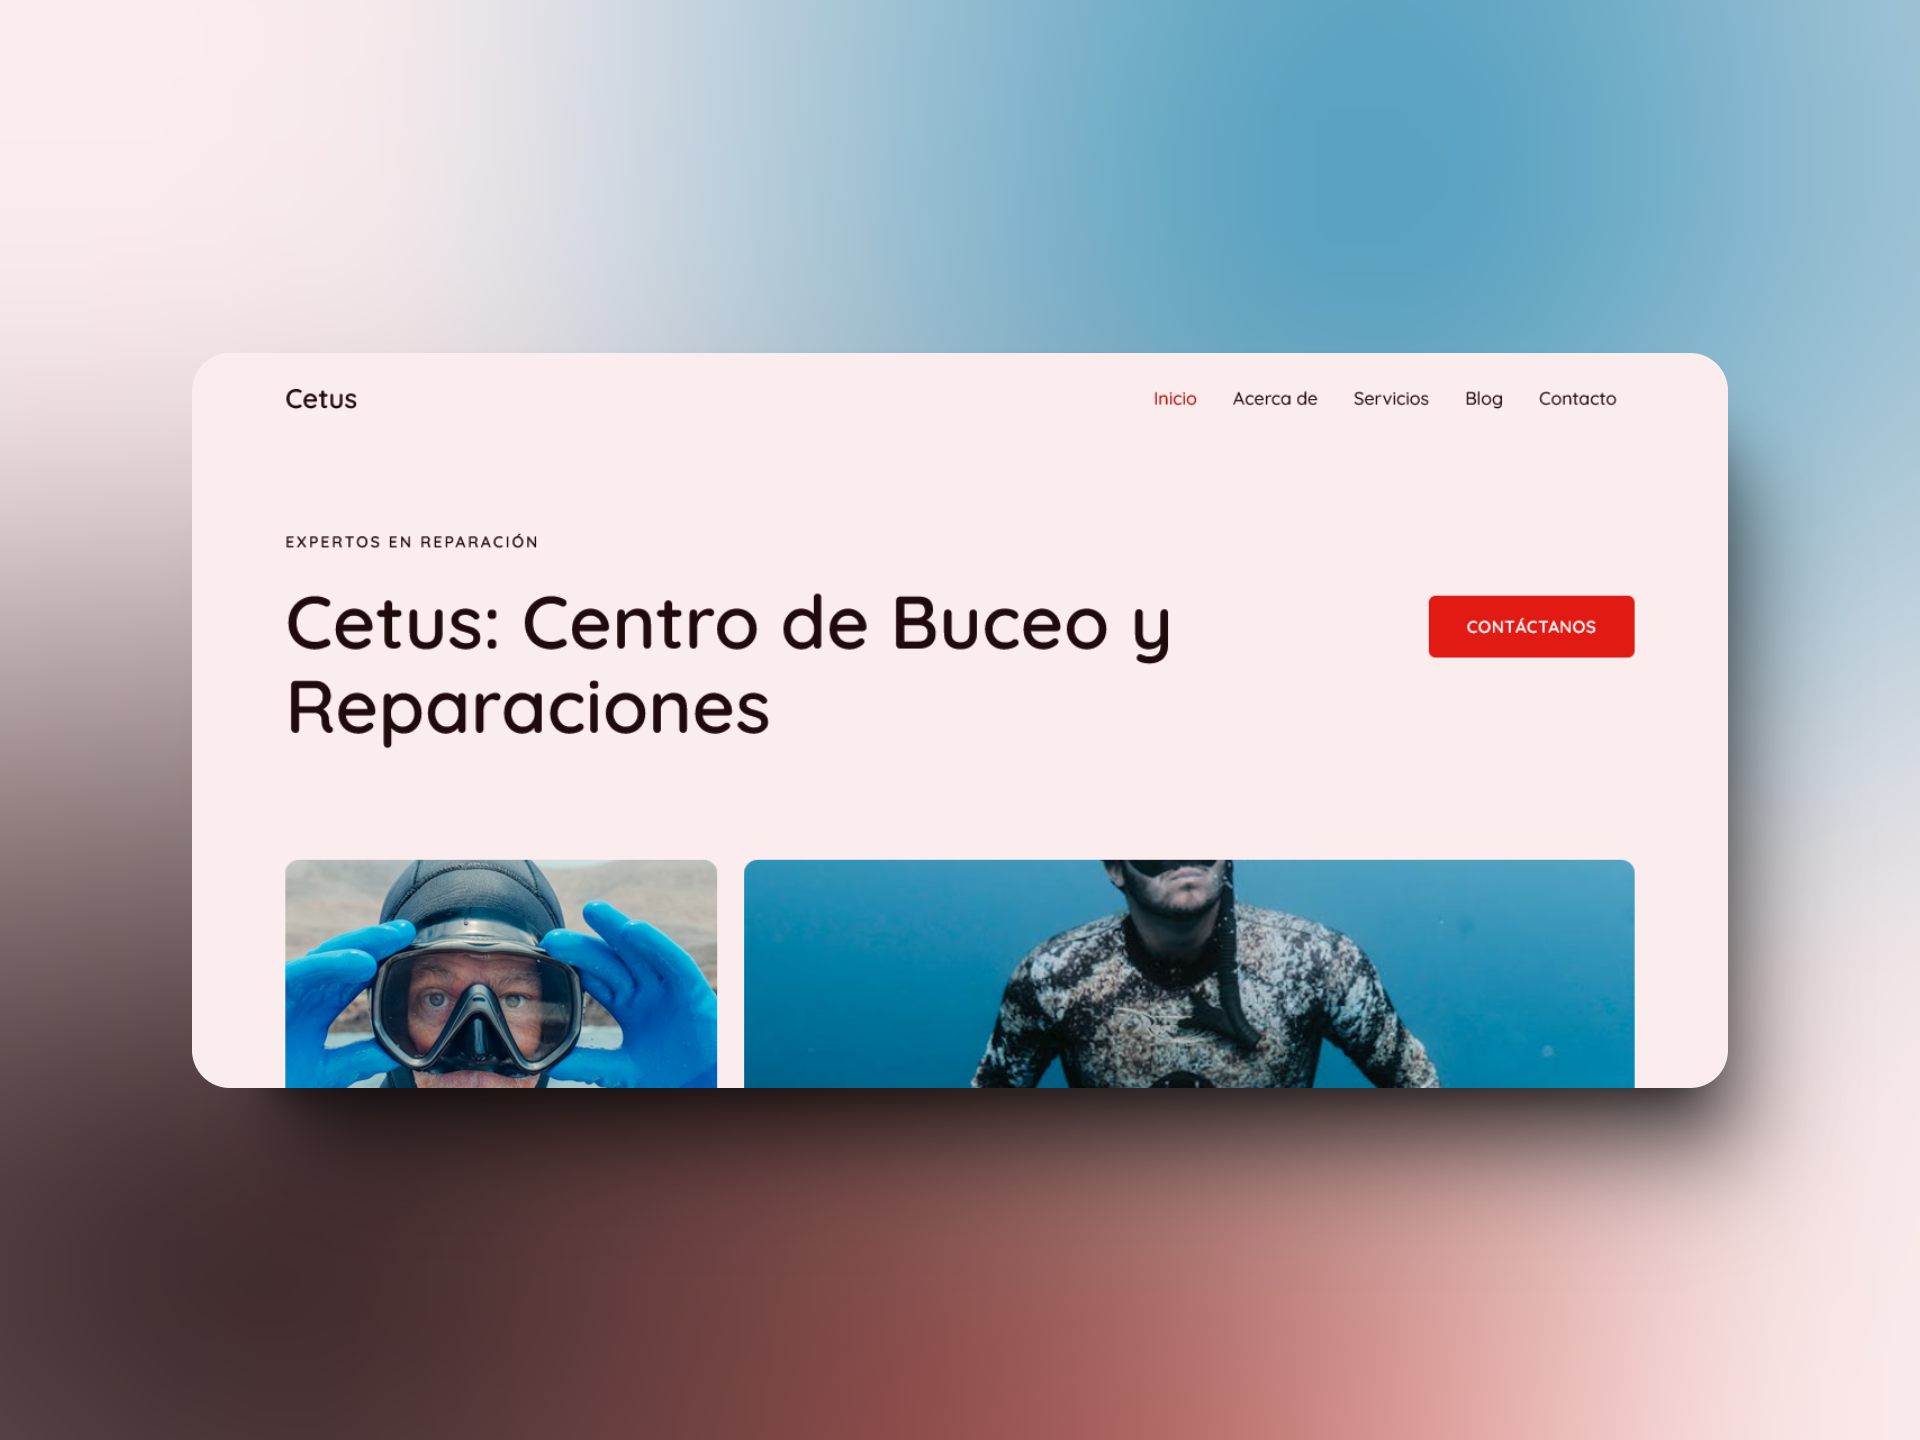 Cetus
Inicio Acerca de Servicios Blog Contacto
EXPERTOS EN REPARACIÓN
Cetus: Centro de Buceo y
Reparaciones
CONTÁCTANOS